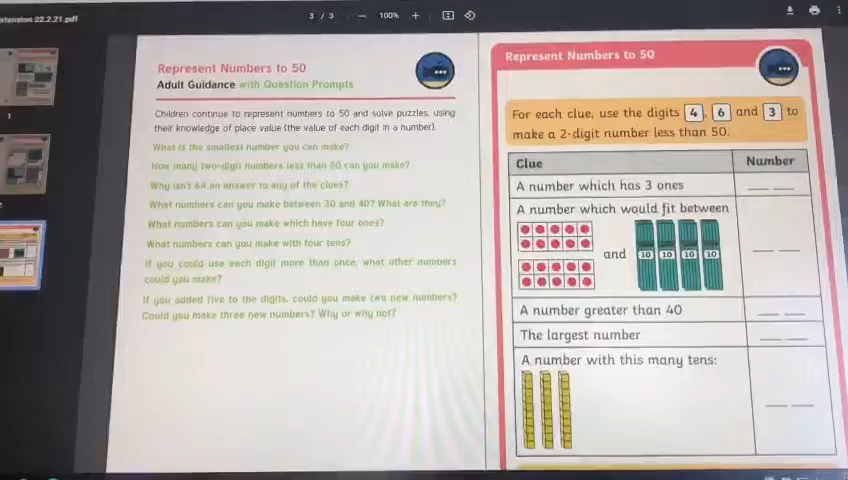 xtension 22.2.21.pdf
3 / 3
100%
1
Represent Numbers to 50
Adult Guidance with Question Prompts
Children continue to represent numbers to 50 and solve puzzles, using
their knowledge of place value (the value of each digit in a number).
What is the smallest number you can make?
How many two-digit numbers less than 50 can you make?
Why isn't 64 an answer to any of the clues?
What numbers can you make between 30 and 40? What are they?
What numbers can you make which have four ones?
What numbers can you make with four tens?
If you could use each digit more than once, what other numbers
could you make?
If you added five to the digits, could you make two new numbers?
Could you make three new numbers? Why or why not?
Represent Numbers to 50
For each clue, use the digits 4, 6 and 3 to
make a 2-digit number less than 50.
Clue Number
A number which has 3 ones
A number which would fit between
and 10 10 10 10
A number greater than 40
The largest number
A number with this many tens: